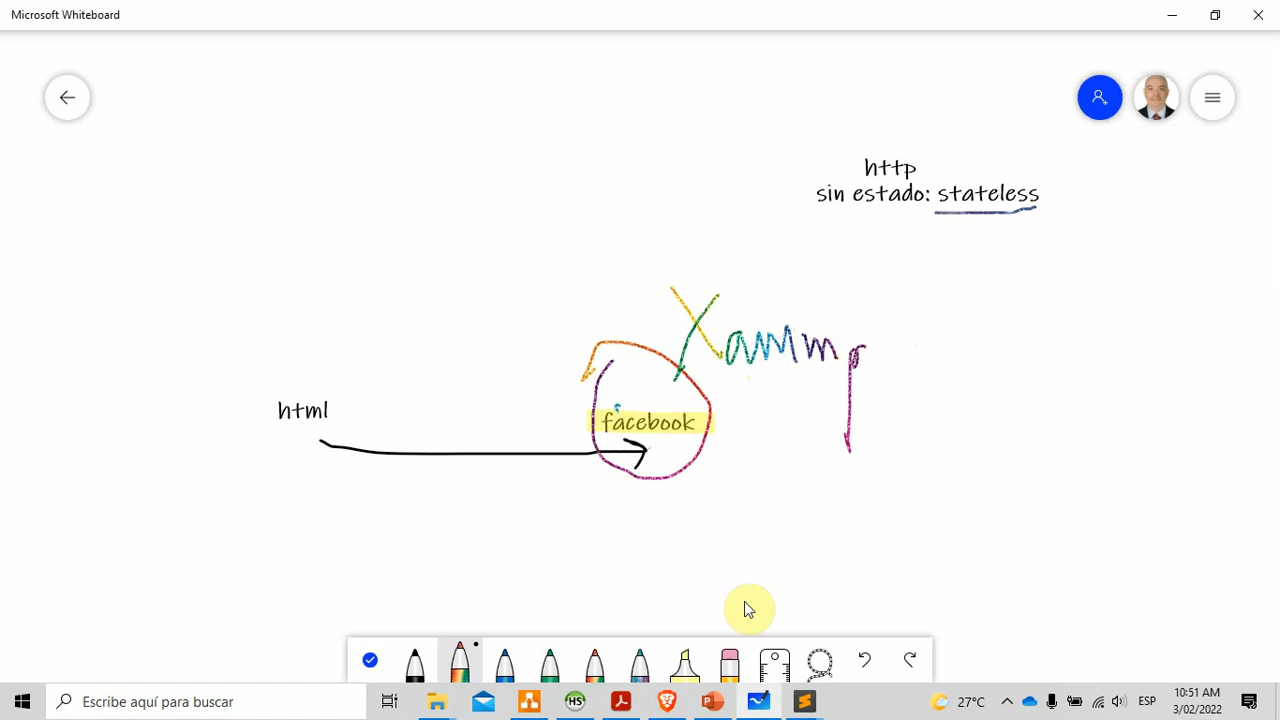 Microsoft Whiteboard
http
sin estado: stateless
Xammp
html
facebook
Escribe aquí para buscar
HS
27°C
ESP
10:51 AM
3/02/2022